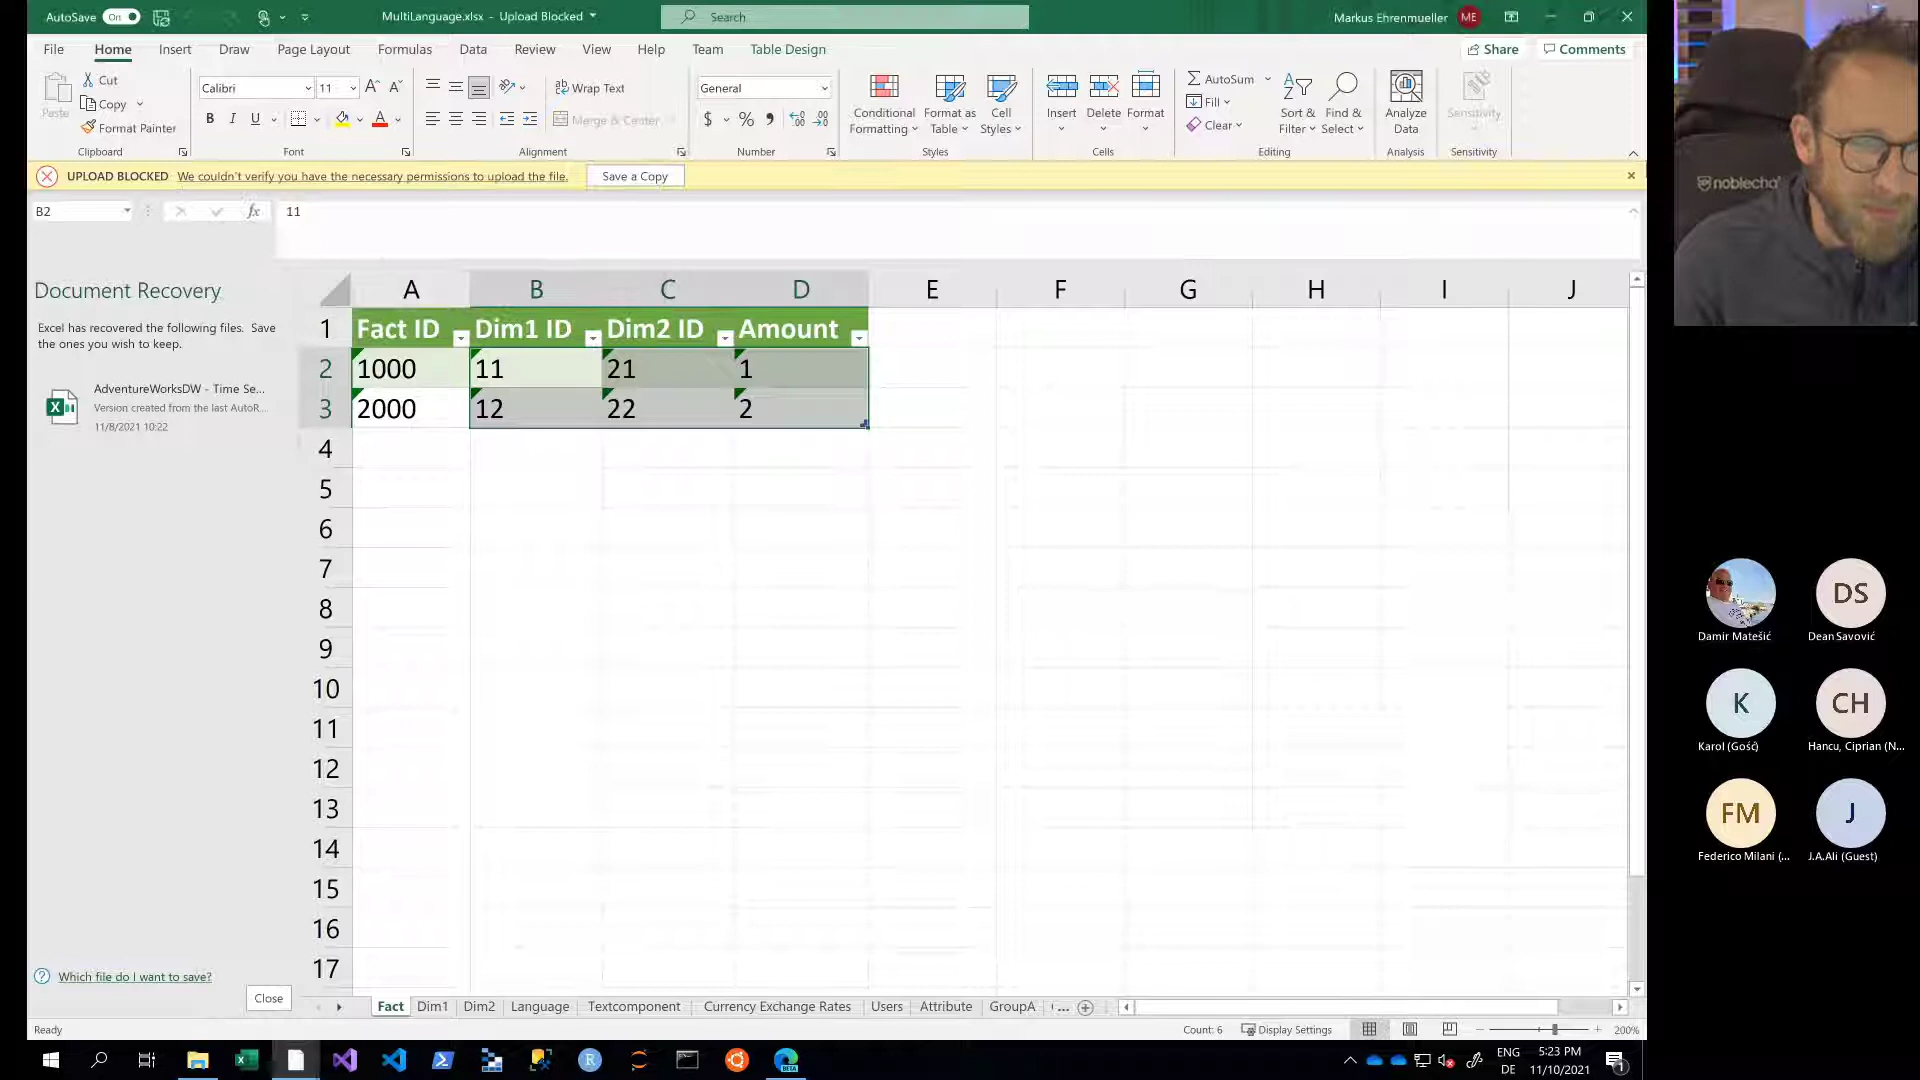 AutoSave On MultiLanguage.xlsx - Upload Blocked Search Markus Ehrenmueller ME
File Home Insert Draw Page Layout Formulas Data Review View Help Team Table Design Share Comments
Paste Cut Copy Format Painter
Calibri 11
B I U A
Wrap Text
Merge & Center
General
$ %
Conditional Formatting Format as Table Cell Styles
Insert Delete Format
AutoSum Fill Clear
Sort & Filter Find & Select
Analyze Data
Sensitivity
Clipboard Font Alignment Number Styles Cells Editing Analysis Sensitivity
UPLOAD BLOCKED We couldn't verify you have the necessary permissions to upload the file. Save a Copy
B2 fx 11
Document Recovery
Excel has recovered the following files. Save
the ones you wish to keep.
AdventureWorksDW - Time Se...
Version created from the last AutoR...
11/8/2021 10:22
Which file do I want to save?
Close
A B C D E F G H I J
1 Fact ID Dim1 ID Dim2 ID Amount
2 1000 11 21 1
3 2000 12 22 2
4
5
6
7
8
9
10
11
12
13
14
15
16
17
Fact Dim1 Dim2 Language Textcomponent Currency Exchange Rates Users Attribute GroupA ...
Ready Count: 6 Display Settings 200%
ENG
DE
5:23 PM
11/10/2021
1
noblecha
Damir Matešić
DS
Dean Savović
K
Karol (Gość)
CH
Hancu, Ciprian (N...
FM
Federico Milani (...
J
J.A.Ali (Guest)